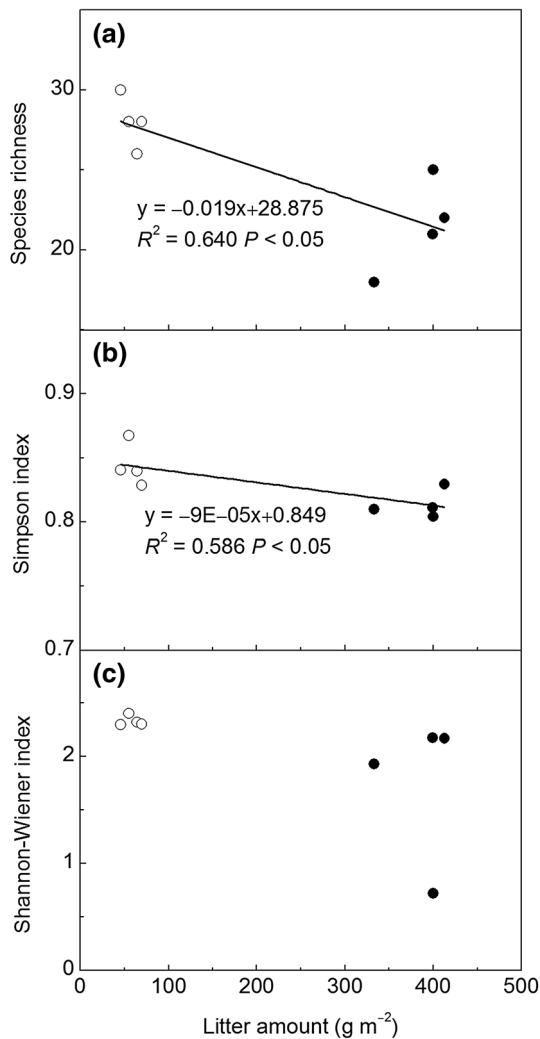 (a)
30
20
Species richness
y = −0.019x+28.875
R² = 0.640 P < 0.05
(b)
0.9
0.8
0.7
Simpson index
y = −9E−05x+0.849
R² = 0.586 P < 0.05
(c)
2
1
0
Shannon-Wiener index
0 100 200 300 400 500
Litter amount (g m⁻²)